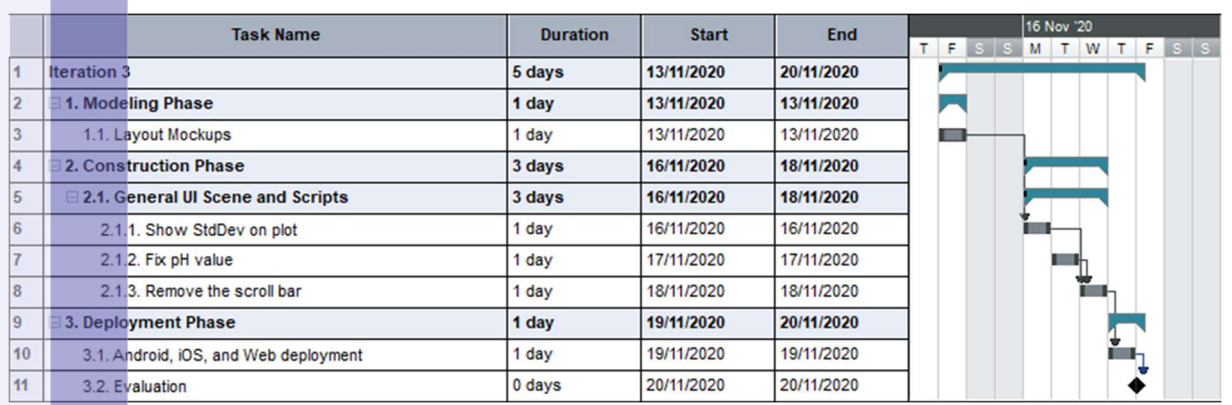 Task Name Duration Start End 16 Nov '20
T F S S M T W T F S S
1 Iteration 3 5 days 13/11/2020 20/11/2020
2 1. Modeling Phase 1 day 13/11/2020 13/11/2020
3 1.1. Layout Mockups 1 day 13/11/2020 13/11/2020
4 2. Construction Phase 3 days 16/11/2020 18/11/2020
5 2.1. General UI Scene and Scripts 3 days 16/11/2020 18/11/2020
6 2.1.1. Show StdDev on plot 1 day 16/11/2020 16/11/2020
7 2.1.2. Fix pH value 1 day 17/11/2020 17/11/2020
8 2.1.3. Remove the scroll bar 1 day 18/11/2020 18/11/2020
9 3. Deployment Phase 1 day 19/11/2020 20/11/2020
10 3.1. Android, iOS, and Web deployment 1 day 19/11/2020 19/11/2020
11 3.2. Evaluation 0 days 20/11/2020 20/11/2020